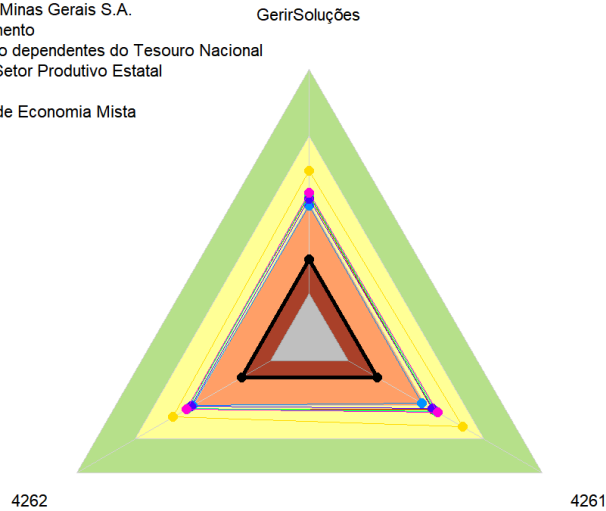 Minas Gerais S.A.
GerirSoluções
mento
o dependentes do Tesouro Nacional
Setor Produtivo Estatal
de Economia Mista
4262
4261